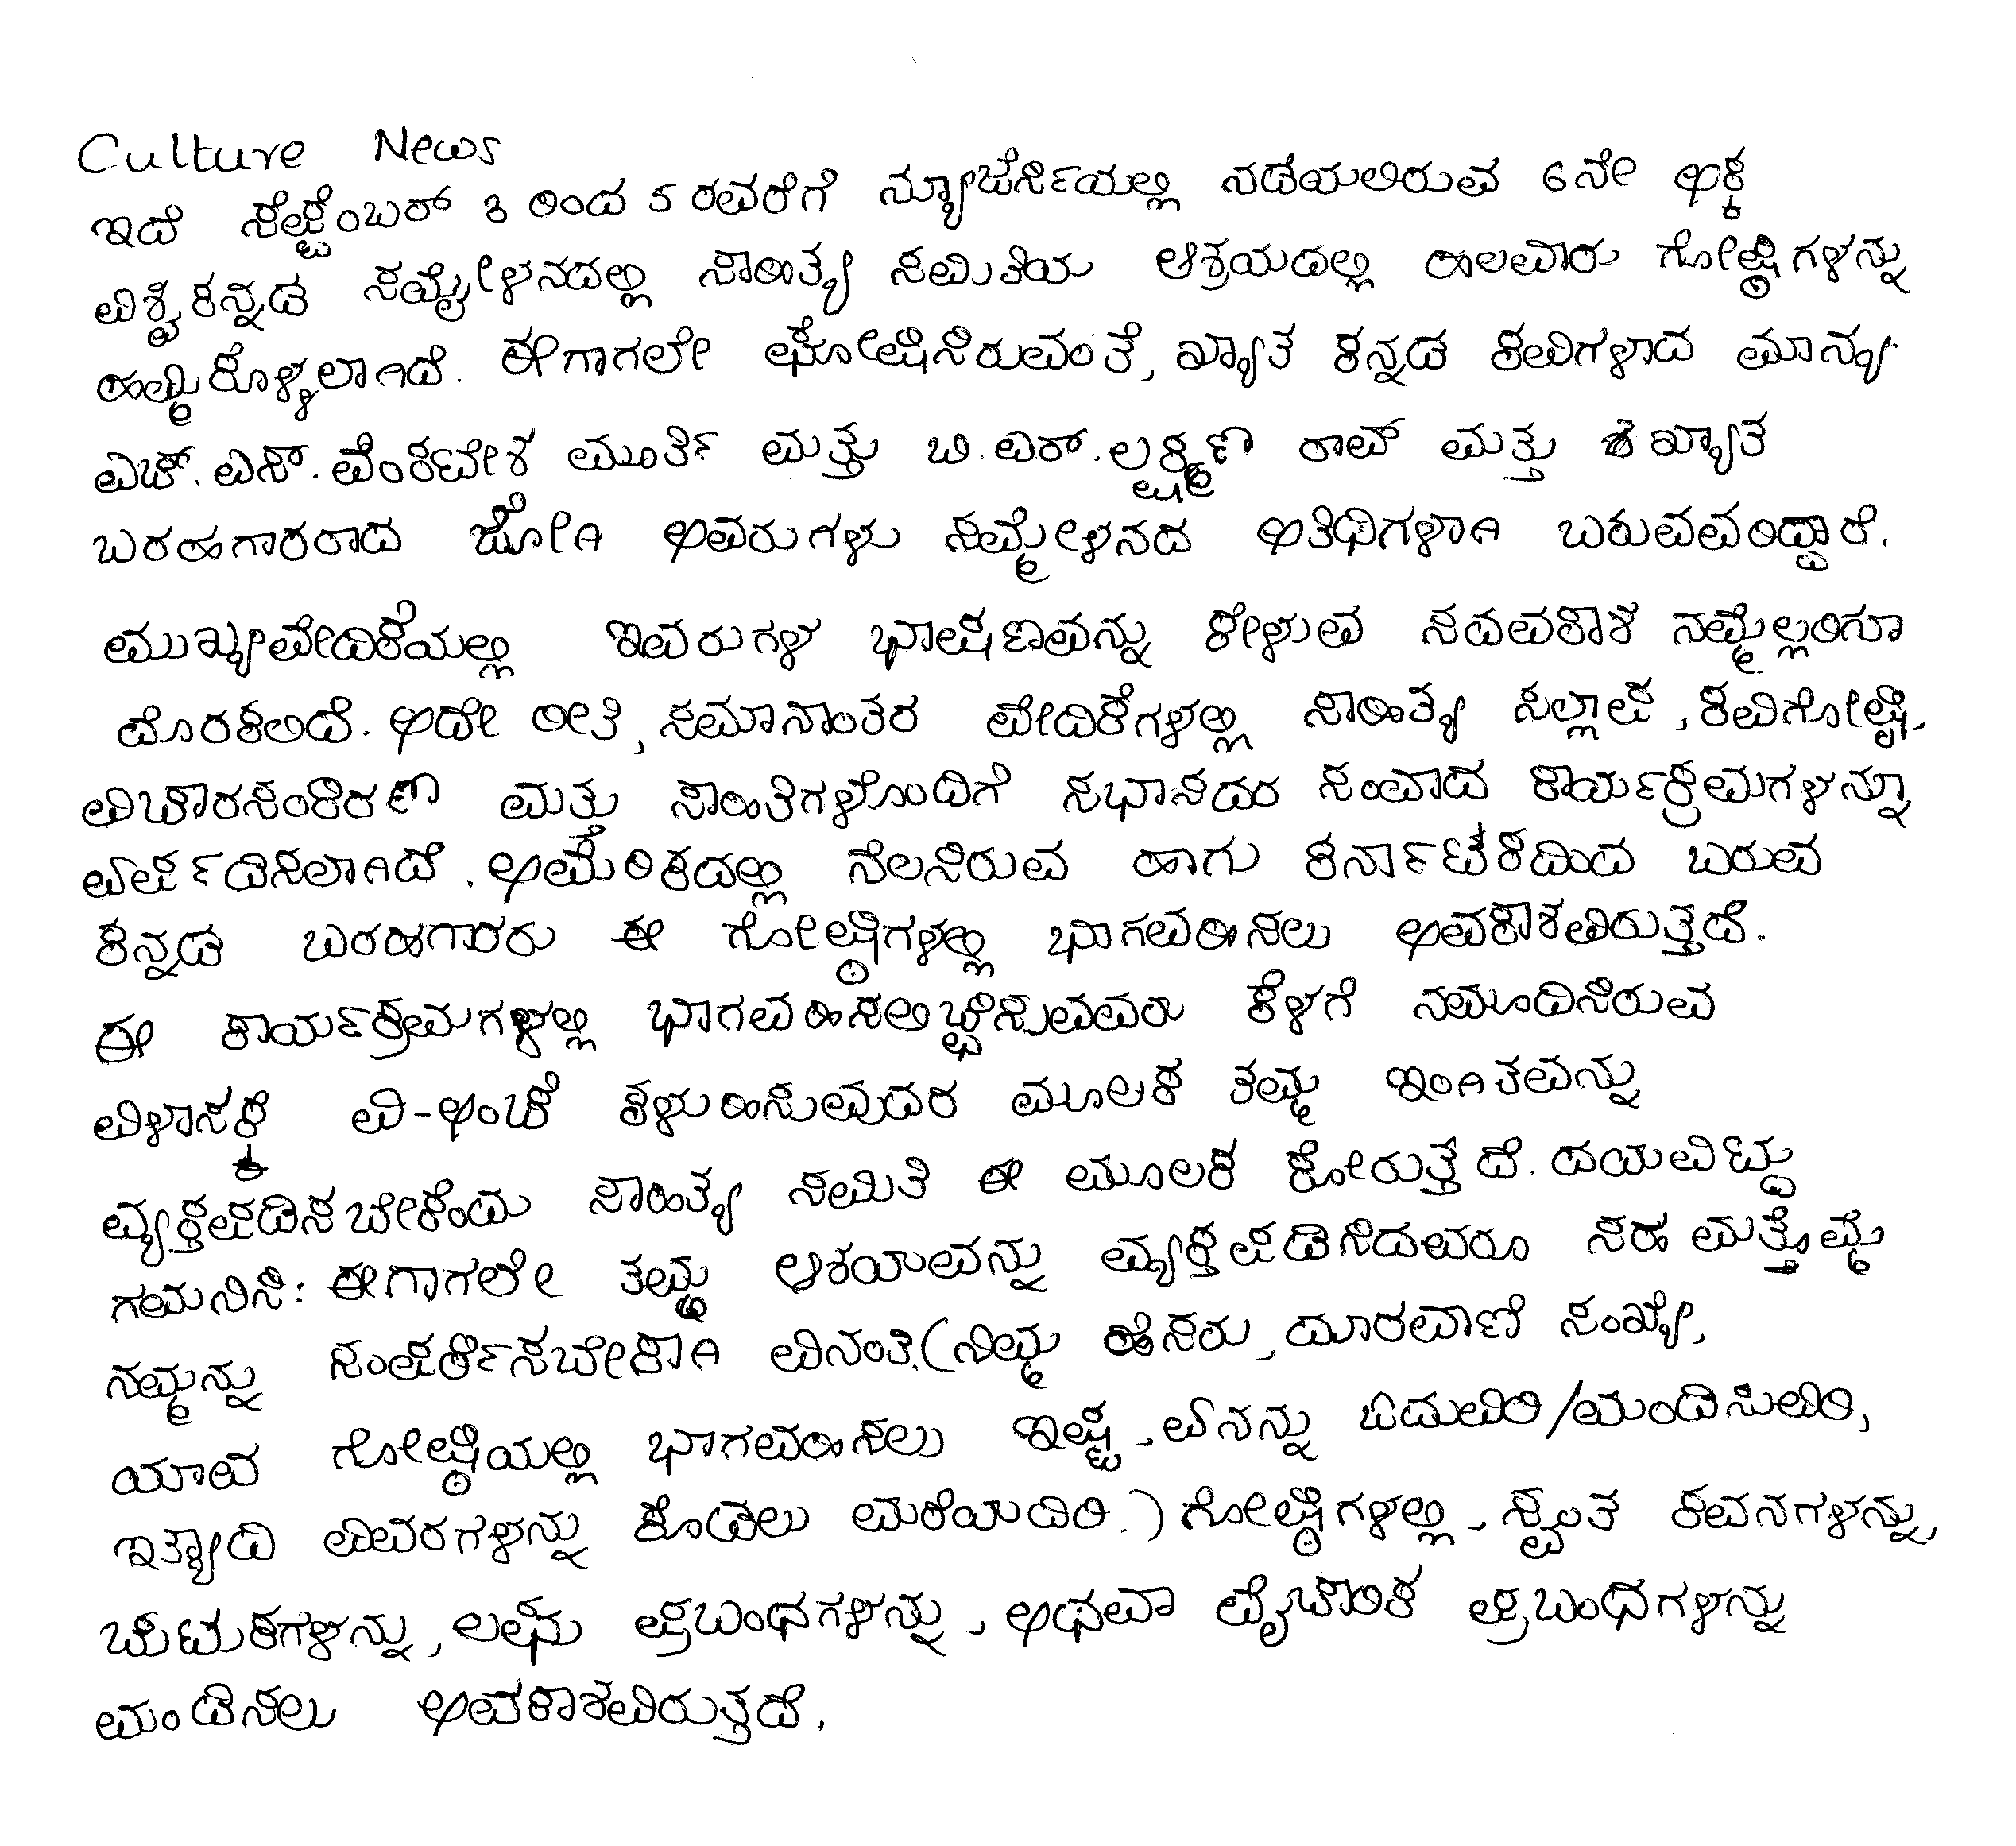 Culture News
ಇದೆ ಸೆಪ್ಟೆಂಬರ್ 3 ರಿಂದ 5 ರವರೆಗೆ ನ್ಯೂಜೆರ್ಸಿಯಲ್ಲಿ ನಡೆಯಲಿರುವ 6ನೇ ಅಕ್ಕ
ವಿಶ್ವಕನ್ನಡ ಸಮ್ಮೇಳನದಲ್ಲಿ ಸಾಹಿತ್ಯ ಸಮಿತಿಯ ಆಶ್ರಯದಲ್ಲಿ ಹಲವಾರು ಗೋಷ್ಠಿಗಳನ್ನು
ಹಮ್ಮಿಕೊಳ್ಳಲಾಗಿದೆ. ಈಗಾಗಲೇ ಘೋಷಿಸಿರುವಂತೆ, ಖ್ಯಾತ ಕನ್ನಡ ಕವಿಗಳಾದ ಮಾನ್ಯ
ಎಚ್. ಎಸ್. ವೆಂಕಟೇಶ ಮೂರ್ತಿ ಮತ್ತು ಬಿ. ಎರ್. ಲಕ್ಷ್ಮಣ ರಾವ್ ಮತ್ತು ಖ್ಯಾತ
ಬರಹಗಾರರಾದ ಜೋಗಿ ಅವರುಗಳು ಸಮ್ಮೇಳನದ ಅತಿಥಿಗಳಾಗಿ ಬರುವವರಿದ್ದಾರೆ.
ಮುಖ್ಯವೇದಿಕೆಯಲ್ಲಿ ಇವರುಗಳ ಭಾಷಣವನ್ನು ಕೇಳುವ ಸದವಕಾಶ ನಮ್ಮೆಲ್ಲರಿಗೂ
ದೊರಕಲಿದೆ. ಅದೇ ರೀತಿ, ಸಮಾನಾಂತರ ವೇದಿಕೆಗಳಲ್ಲಿ ಸಾಹಿತ್ಯ ಸಲ್ಲಾಪ, ಕವಿಗೋಷ್ಠಿ,
ವಿಚಾರಸಂಕಿರಣ ಮತ್ತು ಸಾಹಿತಿಗಳೊಂದಿಗೆ ಸಭಾಸದರ ಸಂವಾದ ಕಾರ್ಯಕ್ರಮಗಳನ್ನೂ
ಏರ್ಪಡಿಸಲಾಗಿದೆ. ಅಮೆರಿಕದಲ್ಲಿ ನೆಲಸಿರುವ ಹಾಗು ಕರ್ನಾಟಕದಿಂದ ಬರುವ
ಕನ್ನಡ ಬರಹಗಾರರು ಈ ಗೋಷ್ಠಿಗಳಲ್ಲಿ ಭಾಗವಹಿಸಲು ಅವಕಾಶವಿರುತ್ತದೆ.
ಈ ಕಾರ್ಯಕ್ರಮಗಳಲ್ಲಿ ಭಾಗವಹಿಸಲಿಚ್ಛಿಸುವವರು ಕೆಳಗೆ ನಮೂದಿಸಿರುವ
ವಿಳಾಸಕ್ಕೆ ವಿ-ಅಂಚೆ ಕಳುಹಿಸುವುದರ ಮೂಲಕ ತಮ್ಮ ಇಂಗಿತವನ್ನು
ವ್ಯಕ್ತಪಡಿಸಬೇಕೆಂದು ಸಾಹಿತ್ಯ ಸಮಿತಿ ಈ ಮೂಲಕ ಕೋರುತ್ತದೆ. ದಯವಿಟ್ಟು
ಗಮನಿಸಿ: ಈಗಾಗಲೇ ತಮ್ಮ ಆಶಯವನ್ನು ವ್ಯಕ್ತಪಡಿಸಿದವರೂ ಸಹ ಮತ್ತೊಮ್ಮೆ
ನಮ್ಮನ್ನು ಸಂಪರ್ಕಿಸಬೇಕಾಗಿ ವಿನಂತಿ.(ನಿಮ್ಮ ಹೆಸರು, ದೂರವಾಣಿ ಸಂಖ್ಯೆ,
ಯಾವ ಗೋಷ್ಠಿಯಲ್ಲಿ ಭಾಗವಹಿಸಲು ಇಷ್ಟ, ಏನನ್ನು ಓದುವಿರಿ/ಮಂಡಿಸುವಿರಿ,
ಇತ್ಯಾದಿ ವಿವರಗಳನ್ನು ಕೊಡಲು ಮರೆಯದಿರಿ.) ಗೋಷ್ಠಿಗಳಲ್ಲಿ, ಸ್ವಂತ ಕವನಗಳನ್ನು,
ಚುಟುಕಗಳನ್ನು, ಲಘು ಪ್ರಬಂಧಗಳನ್ನು, ಅಥವಾ ವೈಚಾರಿಕ ಪ್ರಬಂಧಗಳನ್ನು
ಮಂಡಿಸಲು ಅವಕಾಶವಿರುತ್ತದೆ.